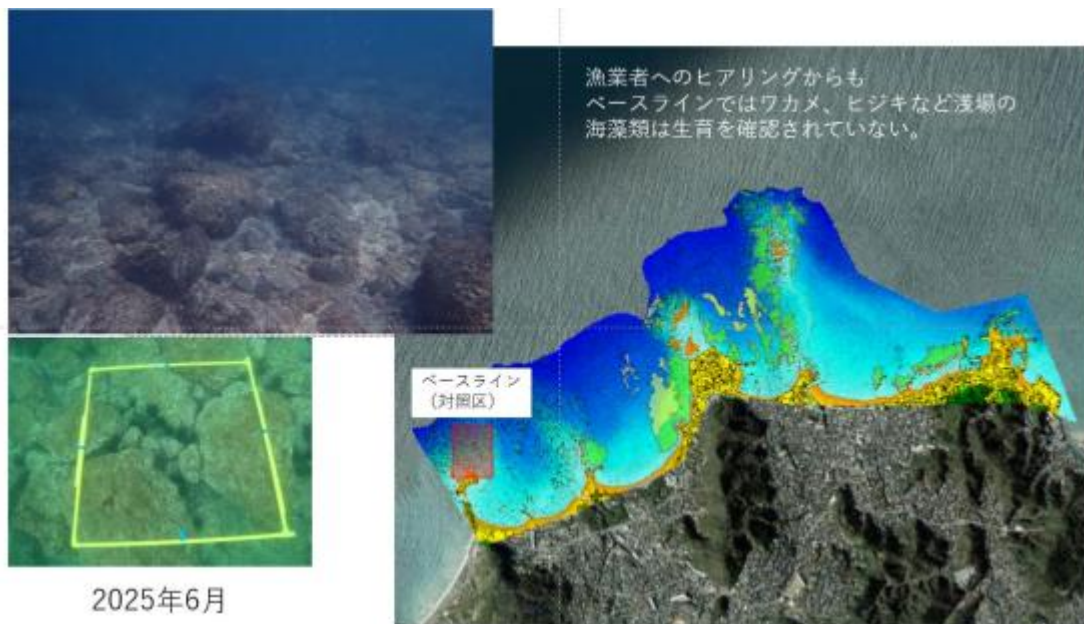 漁業者へのヒアリングからも
ベースラインではワカメ、ヒジキなど浅場の
海藻類は生育を確認されていない。
ベースライン
（対照区）
2025年6月